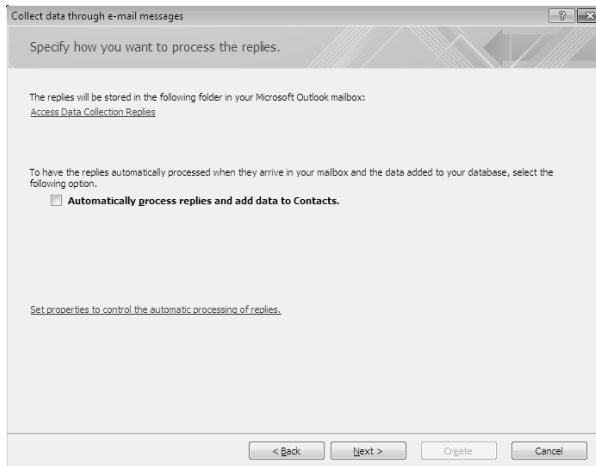 Collect data through e-mail messages
Specify how you want to process the replies.
The replies will be stored in the following folder in your Microsoft Outlook mailbox:
Access Data Collection Replies
To have the replies automatically processed when they arrive in your mailbox and the data added to your database, select the
following option.
Automatically process replies and add data to Contacts.
Set properties to control the automatic processing of replies.
< Back Next > Create Cancel